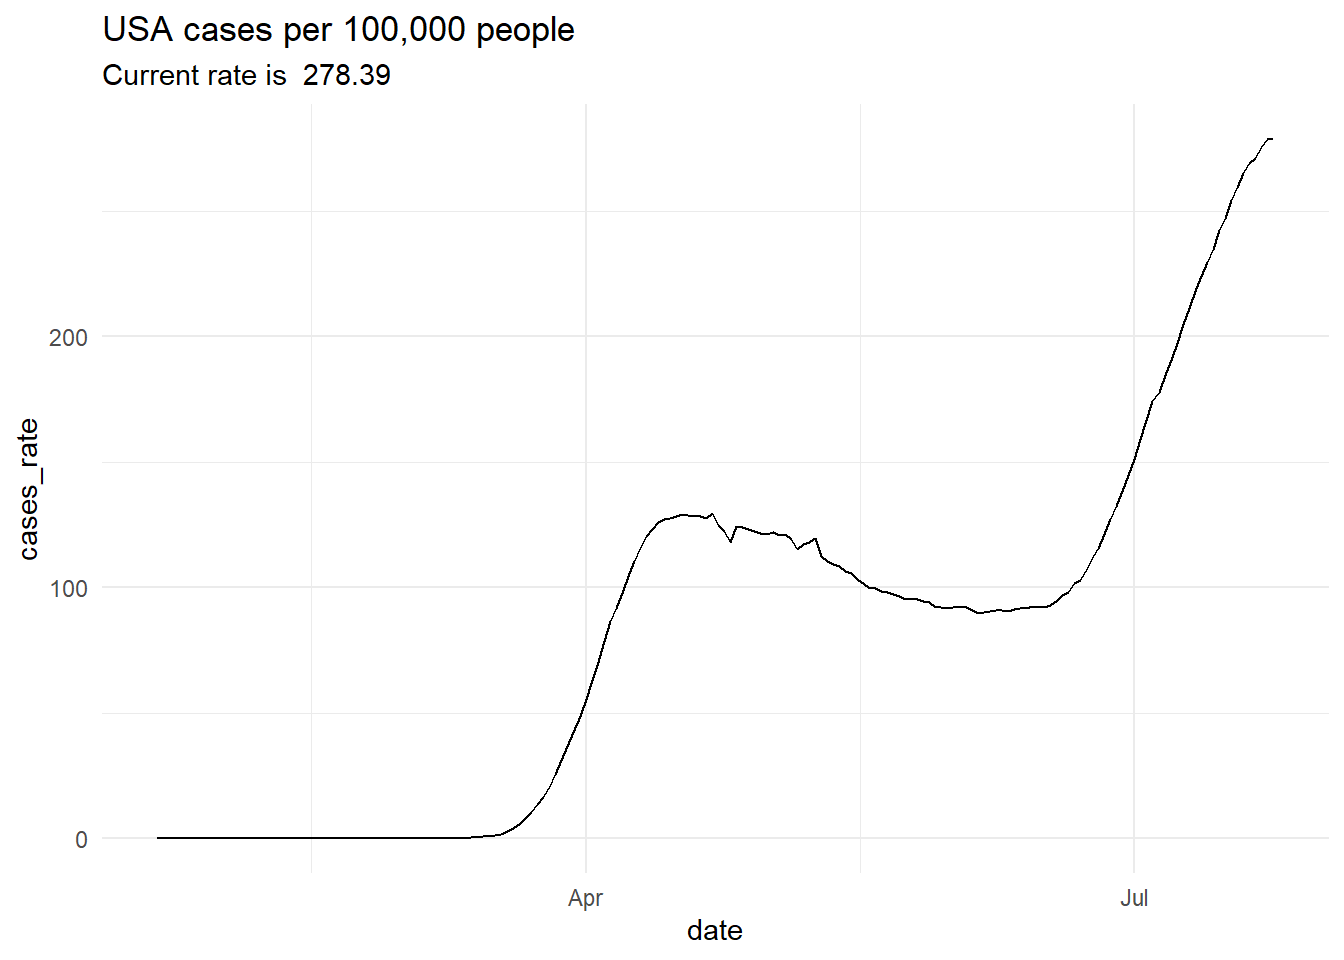 USA cases per 100,000 people
Current rate is  278.39
cases_rate
200
100
0
Apr
Jul
date